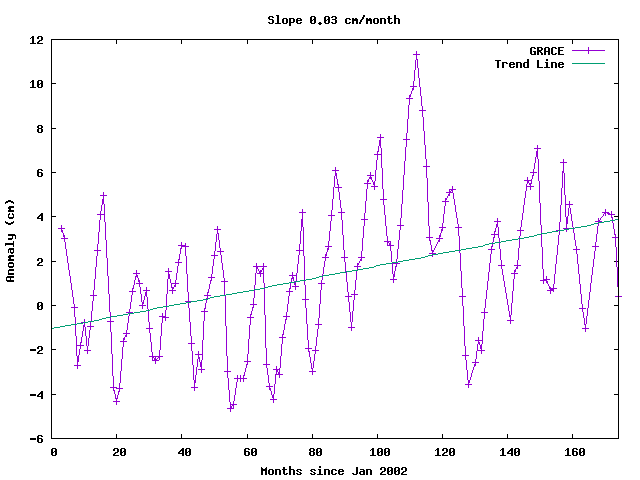 Slope 0.03 cm/month
GRACE
Trend Line
12
10
8
6
4
2
0
-2
-4
-6
Anomaly (cm)
0 20 40 60 80 100 120 140 160
Months since Jan 2002